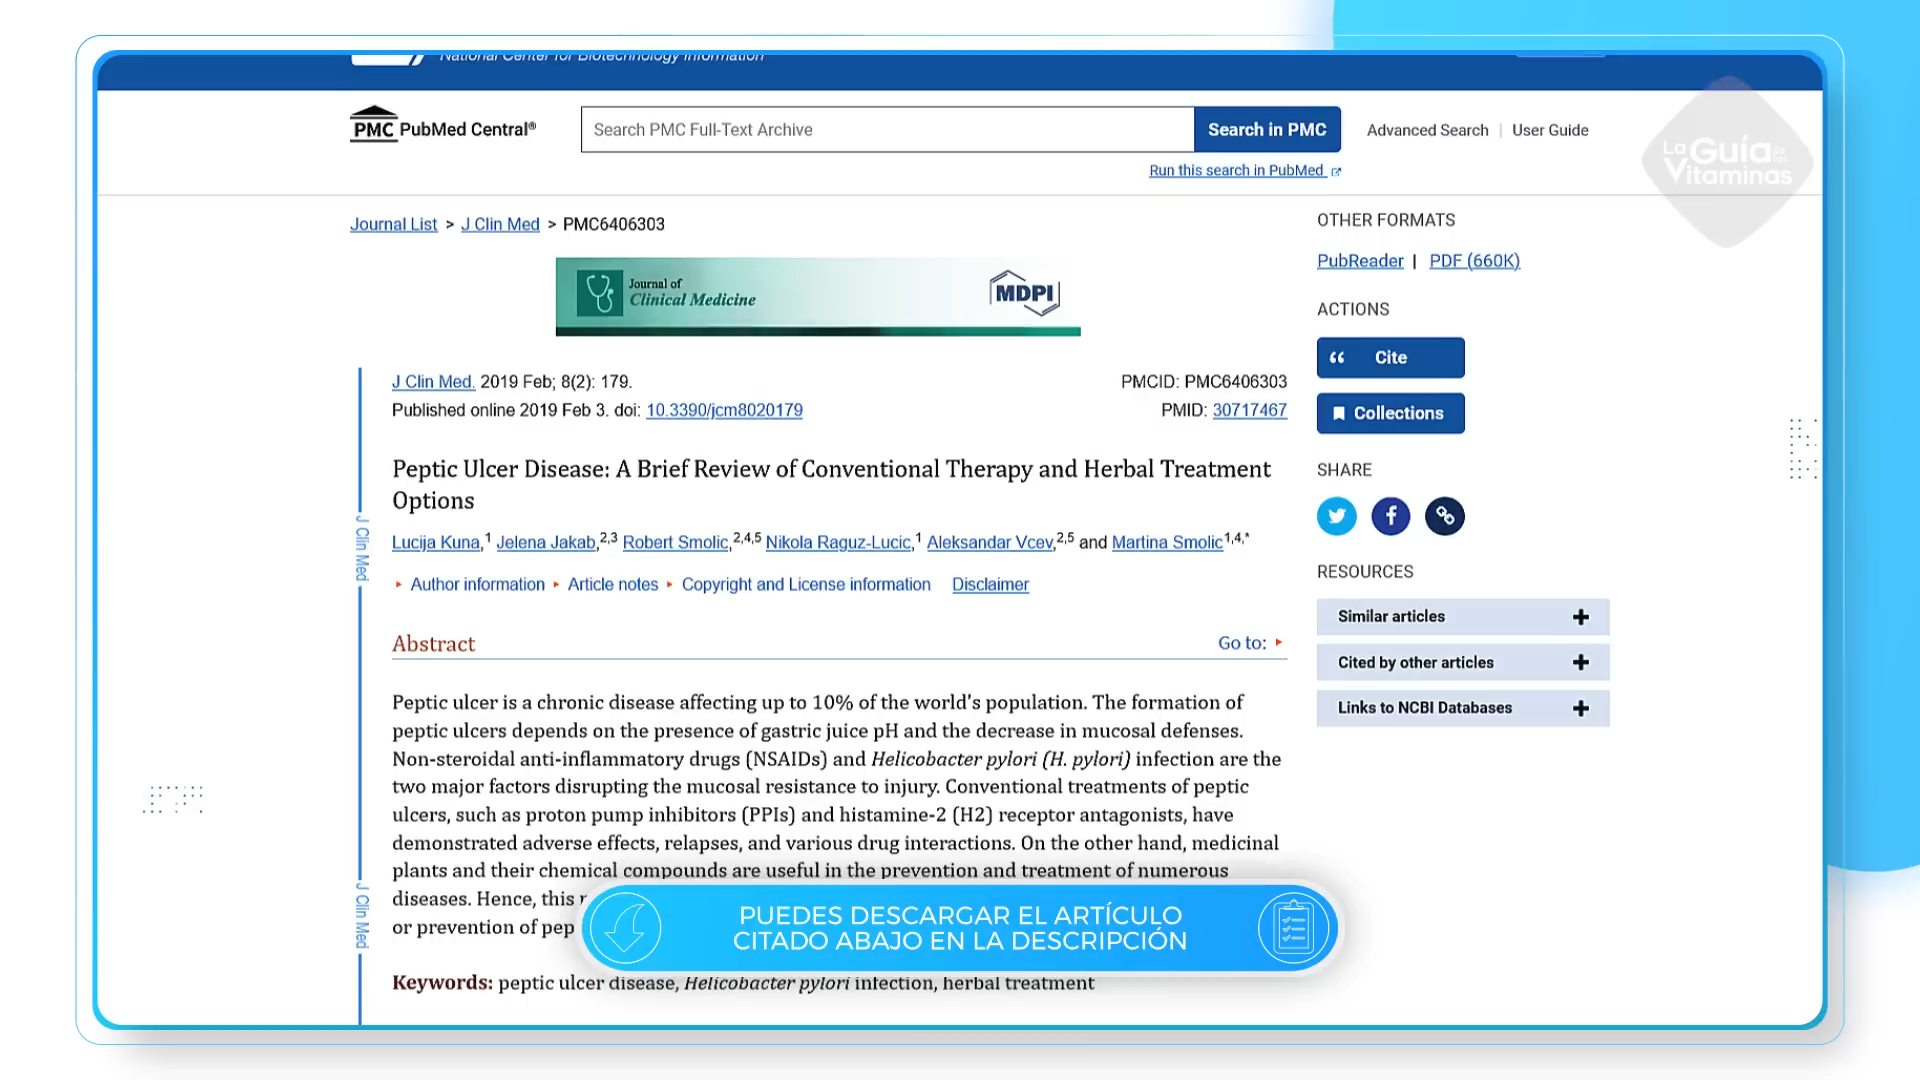 National Center for Biotechnology Information
PMC PubMed Central®
Search PMC Full-Text Archive
Search in PMC
Advanced Search | User Guide
Run this search in PubMed
La Guía de las
Vitaminas
Journal List > J Clin Med > PMC6406303
Journal of
Clinical Medicine
MDPI
J Clin Med. 2019 Feb; 8(2): 179.
Published online 2019 Feb 3. doi: 10.3390/jcm8020179
PMCID: PMC6406303
PMID: 30717467
Peptic Ulcer Disease: A Brief Review of Conventional Therapy and Herbal Treatment
Options
Lucija Kuna,1 Jelena Jakab,2,3 Robert Smolic,2,4,5 Nikola Raguz-Lucic,1 Aleksandar Vcev,2,5 and Martina Smolic1,4,*
Author information Article notes Copyright and License information Disclaimer
Abstract
Go to:
Peptic ulcer is a chronic disease affecting up to 10% of the world's population. The formation of
peptic ulcers depends on the presence of gastric juice pH and the decrease in mucosal defenses.
Non-steroidal anti-inflammatory drugs (NSAIDs) and Helicobacter pylori (H. pylori) infection are the
two major factors disrupting the mucosal resistance to injury. Conventional treatments of peptic
ulcers, such as proton pump inhibitors (PPIs) and histamine-2 (H2) receptor antagonists, have
demonstrated adverse effects, relapses, and various drug interactions. On the other hand, medicinal
plants and their chemical compounds are useful in the prevention and treatment of numerous
diseases. Hence, this
or prevention of pep
Keywords: peptic ulcer disease, Helicobacter pylori infection, herbal treatment
J Clin Med
J Clin Med
OTHER FORMATS
PubReader | PDF (660K)
ACTIONS
Cite
Collections
SHARE
RESOURCES
Similar articles
Cited by other articles
Links to NCBI Databases
PUEDES DESCARGAR EL ARTÍCULO
CITADO ABAJO EN LA DESCRIPCIÓN